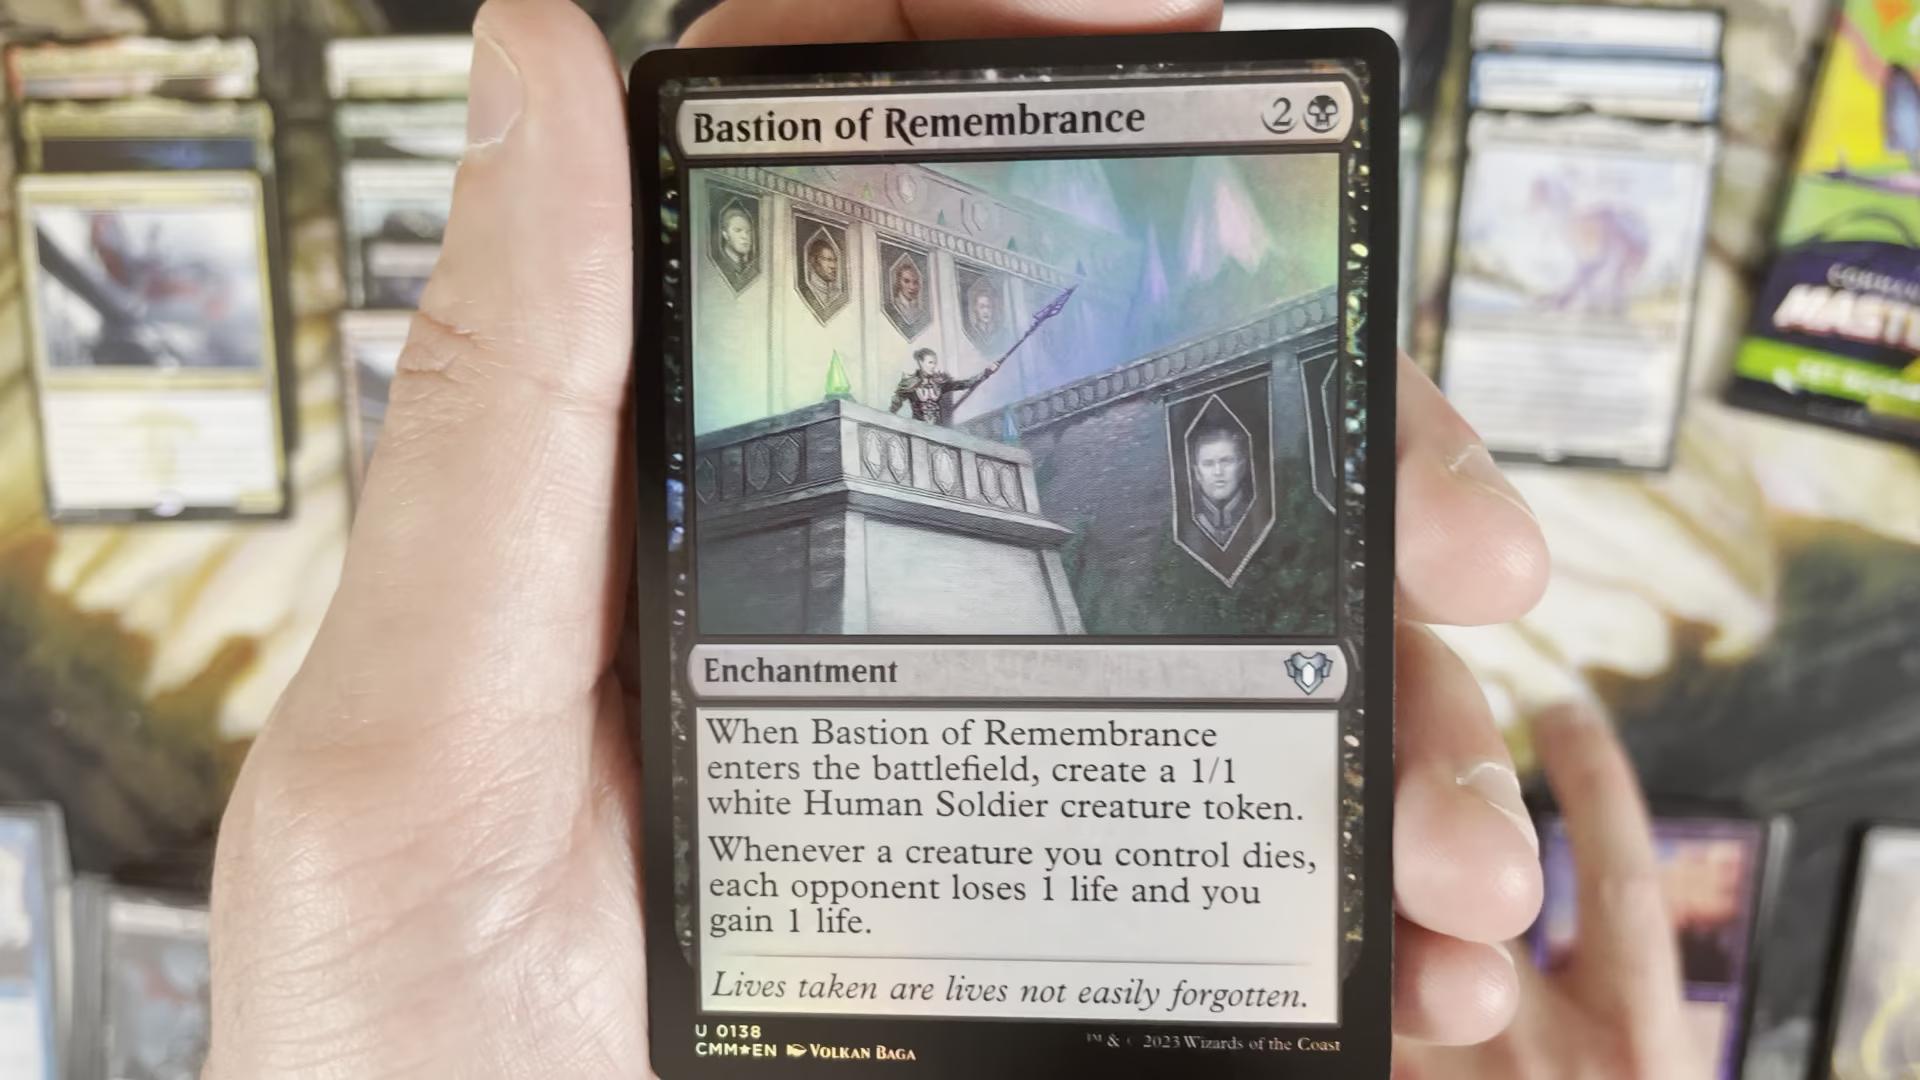 Bastion of Remembrance 2
Enchantment
When Bastion of Remembrance
enters the battlefield, create a 1/1
white Human Soldier creature token.
Whenever a creature you control dies,
each opponent loses 1 life and you
gain 1 life.
Lives taken are lives not easily forgotten.
U 0138
CMM★EN VOLKAN BAGA
™ & © 2023 Wizards of the Coast